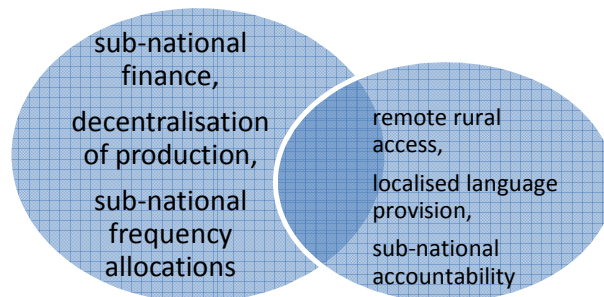 sub-national
finance,
decentralisation
of production,
sub-national
frequency
allocations
remote rural
access,
localised language
provision,
sub-national
accountability